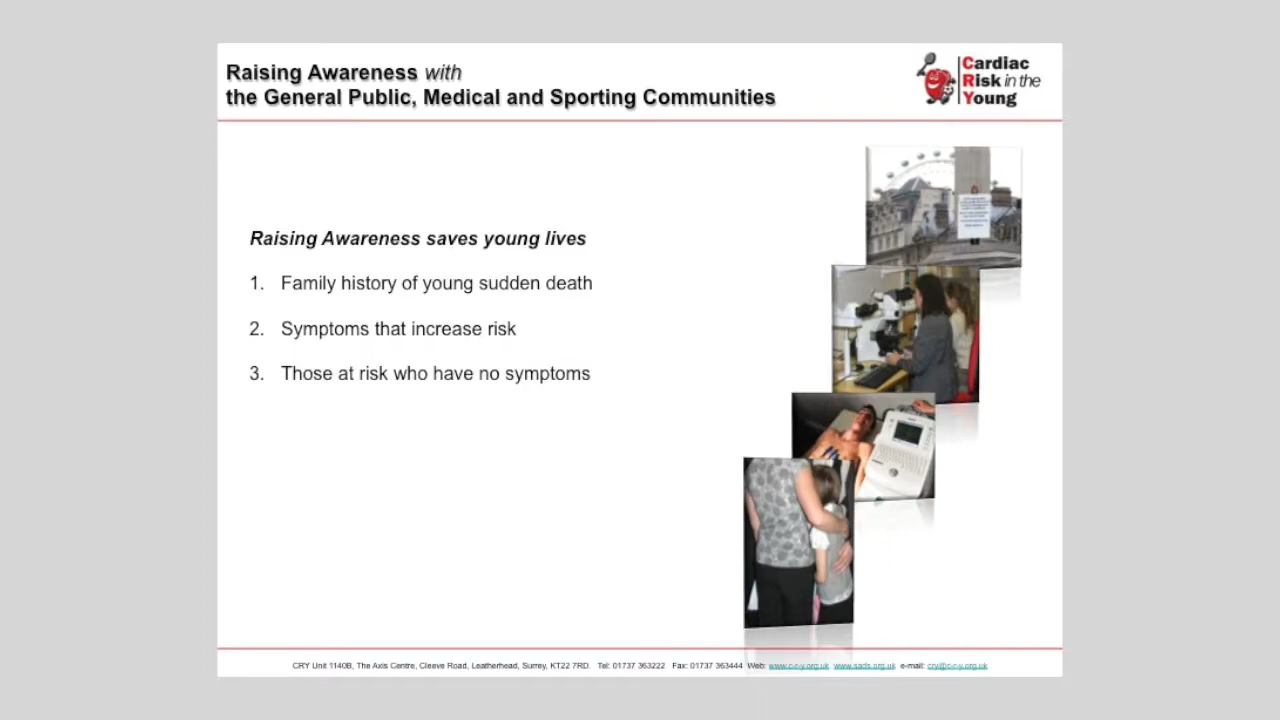 Raising Awareness with
the General Public, Medical and Sporting Communities
Cardiac
Risk in the
Young
Raising Awareness saves young lives
1. Family history of young sudden death
2. Symptoms that increase risk
3. Those at risk who have no symptoms
CRY Unit 1140B, The Axis Centre, Cleeve Road, Leatherhead, Surrey, KT22 7RD. Tel: 01737 363222 Fax: 01737 363444 Web: www.c-r-y.org.uk www.sads.org.uk e-mail: cry@c-r-y.org.uk